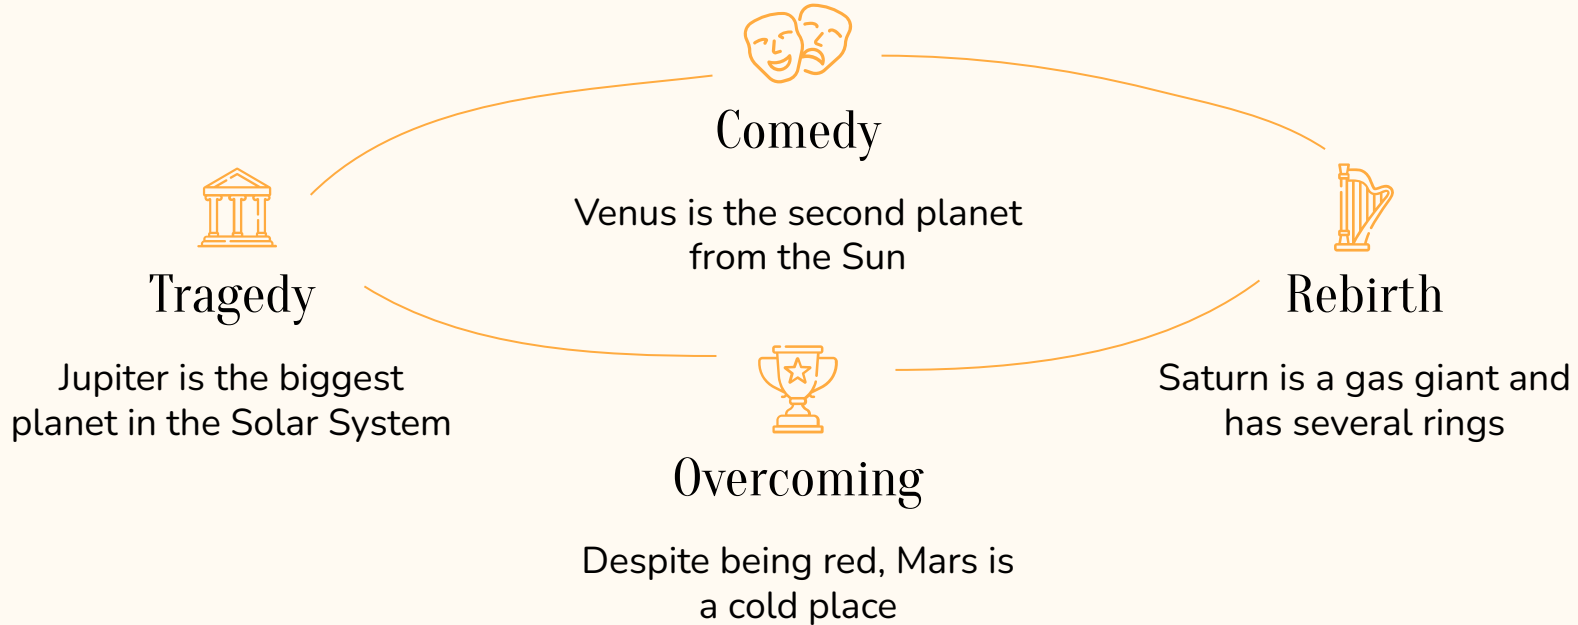 Comedy
Venus is the second planet
from the Sun
Tragedy
Jupiter is the biggest
planet in the Solar System
Rebirth
Saturn is a gas giant and
has several rings
Overcoming
Despite being red, Mars is
a cold place